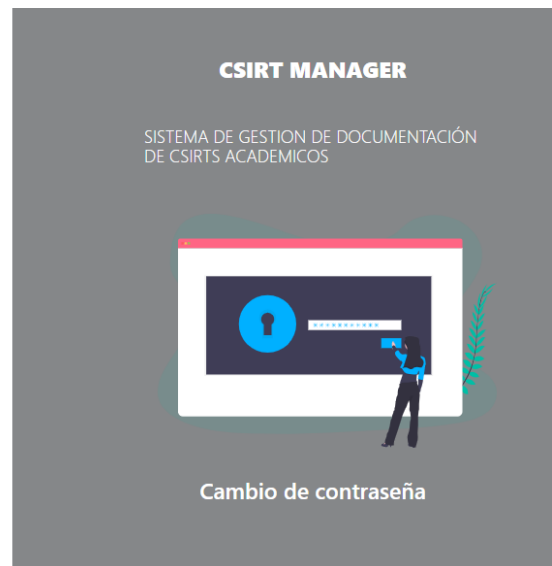 CSIRT MANAGER
SISTEMA DE GESTION DE DOCUMENTACIÓN
DE CSIRTS ACADEMICOS
Cambio de contraseña